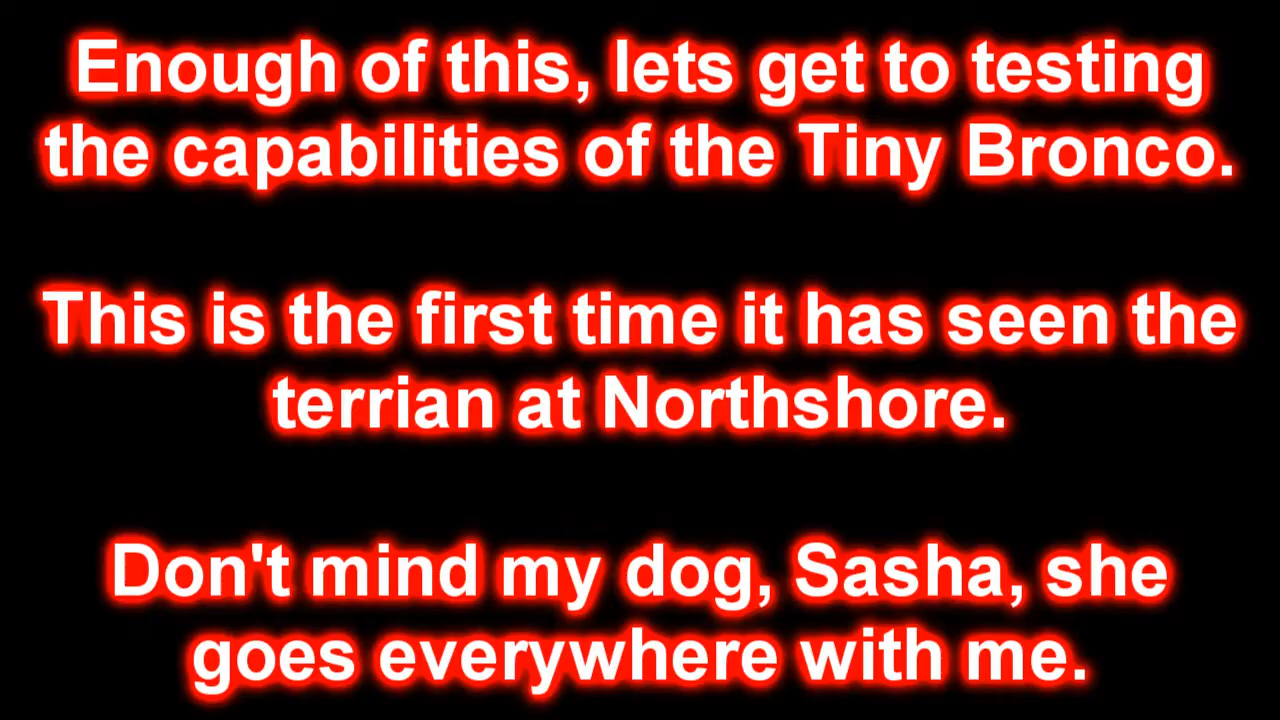 Enough of this, lets get to testing
the capabilities of the Tiny Bronco.
This is the first time it has seen the
terrian at Northshore.
Don't mind my dog, Sasha, she
goes everywhere with me.